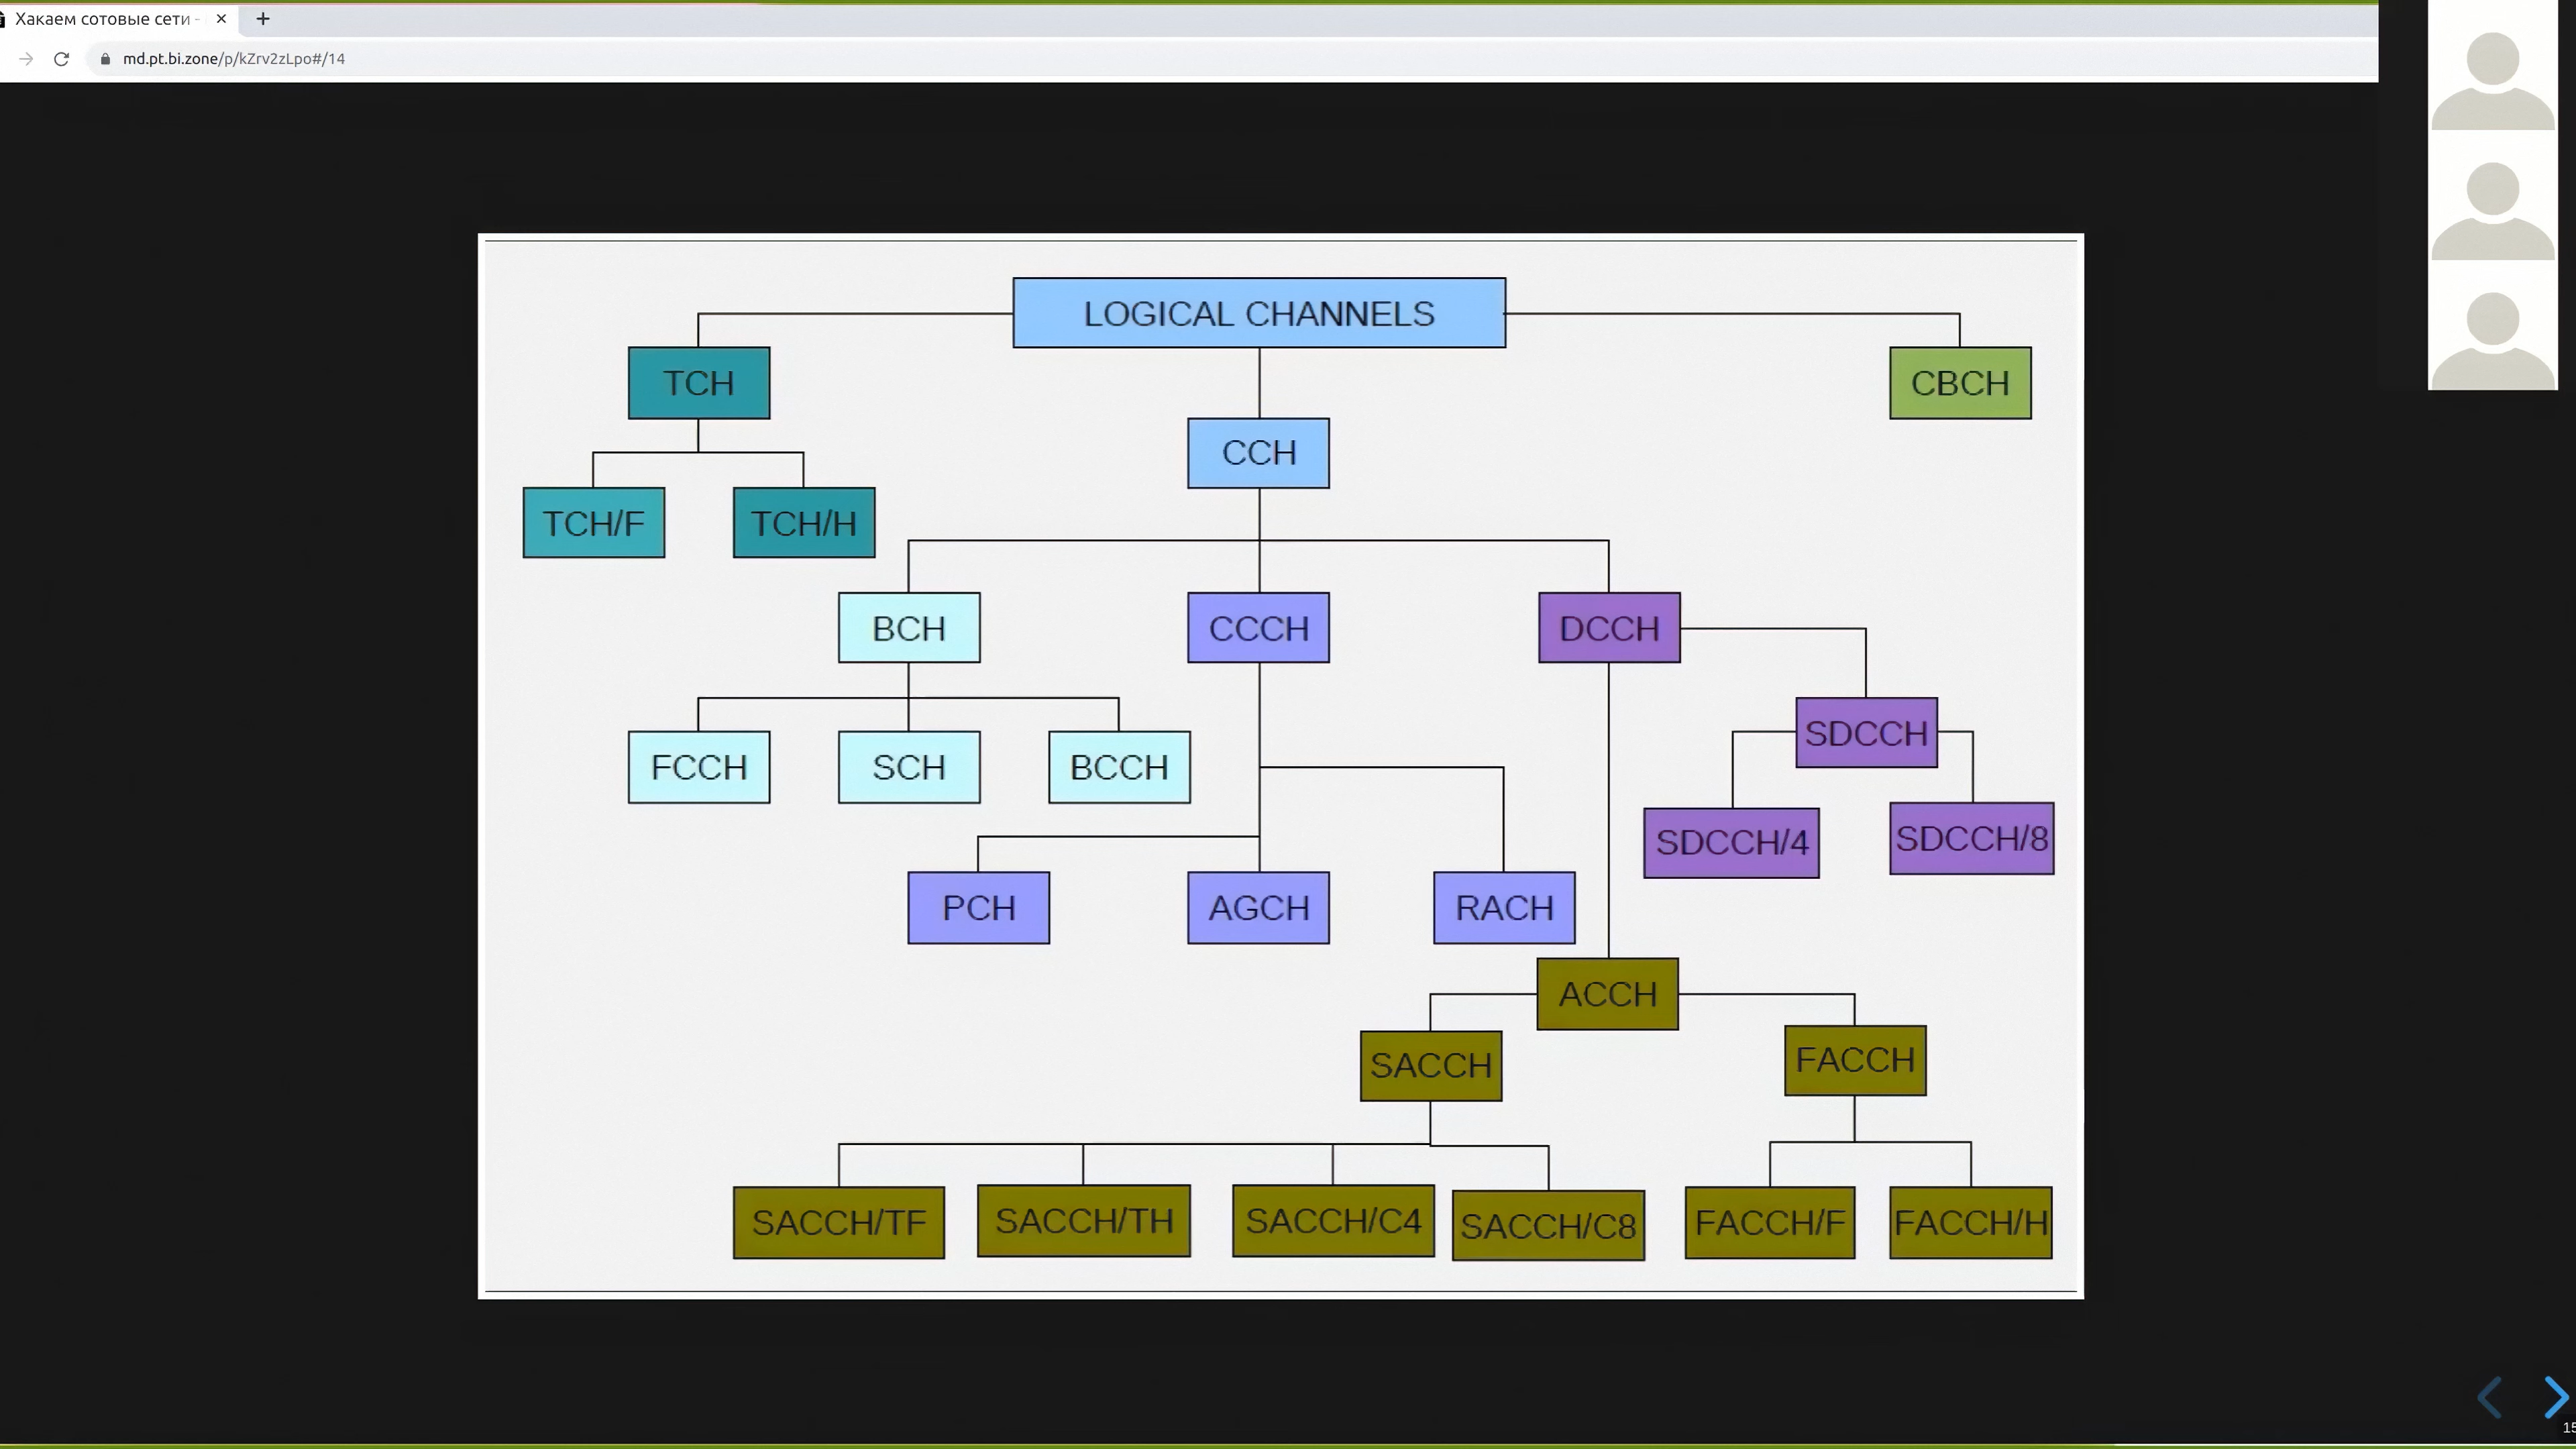 Хакаем сотовые сети -
md.pt.bi.zone/p/kZrv2zLpo#/14
LOGICAL CHANNELS
TCH
CBCH
CCH
TCH/F
TCH/H
BCH
CCCH
DCCH
SDCCH
FCCH
SCH
BCCH
SDCCH/4
SDCCH/8
PCH
AGCH
RACH
ACCH
SACCH
FACCH
SACCH/TF
SACCH/TH
SACCH/C4
SACCH/C8
FACCH/F
FACCH/H
15